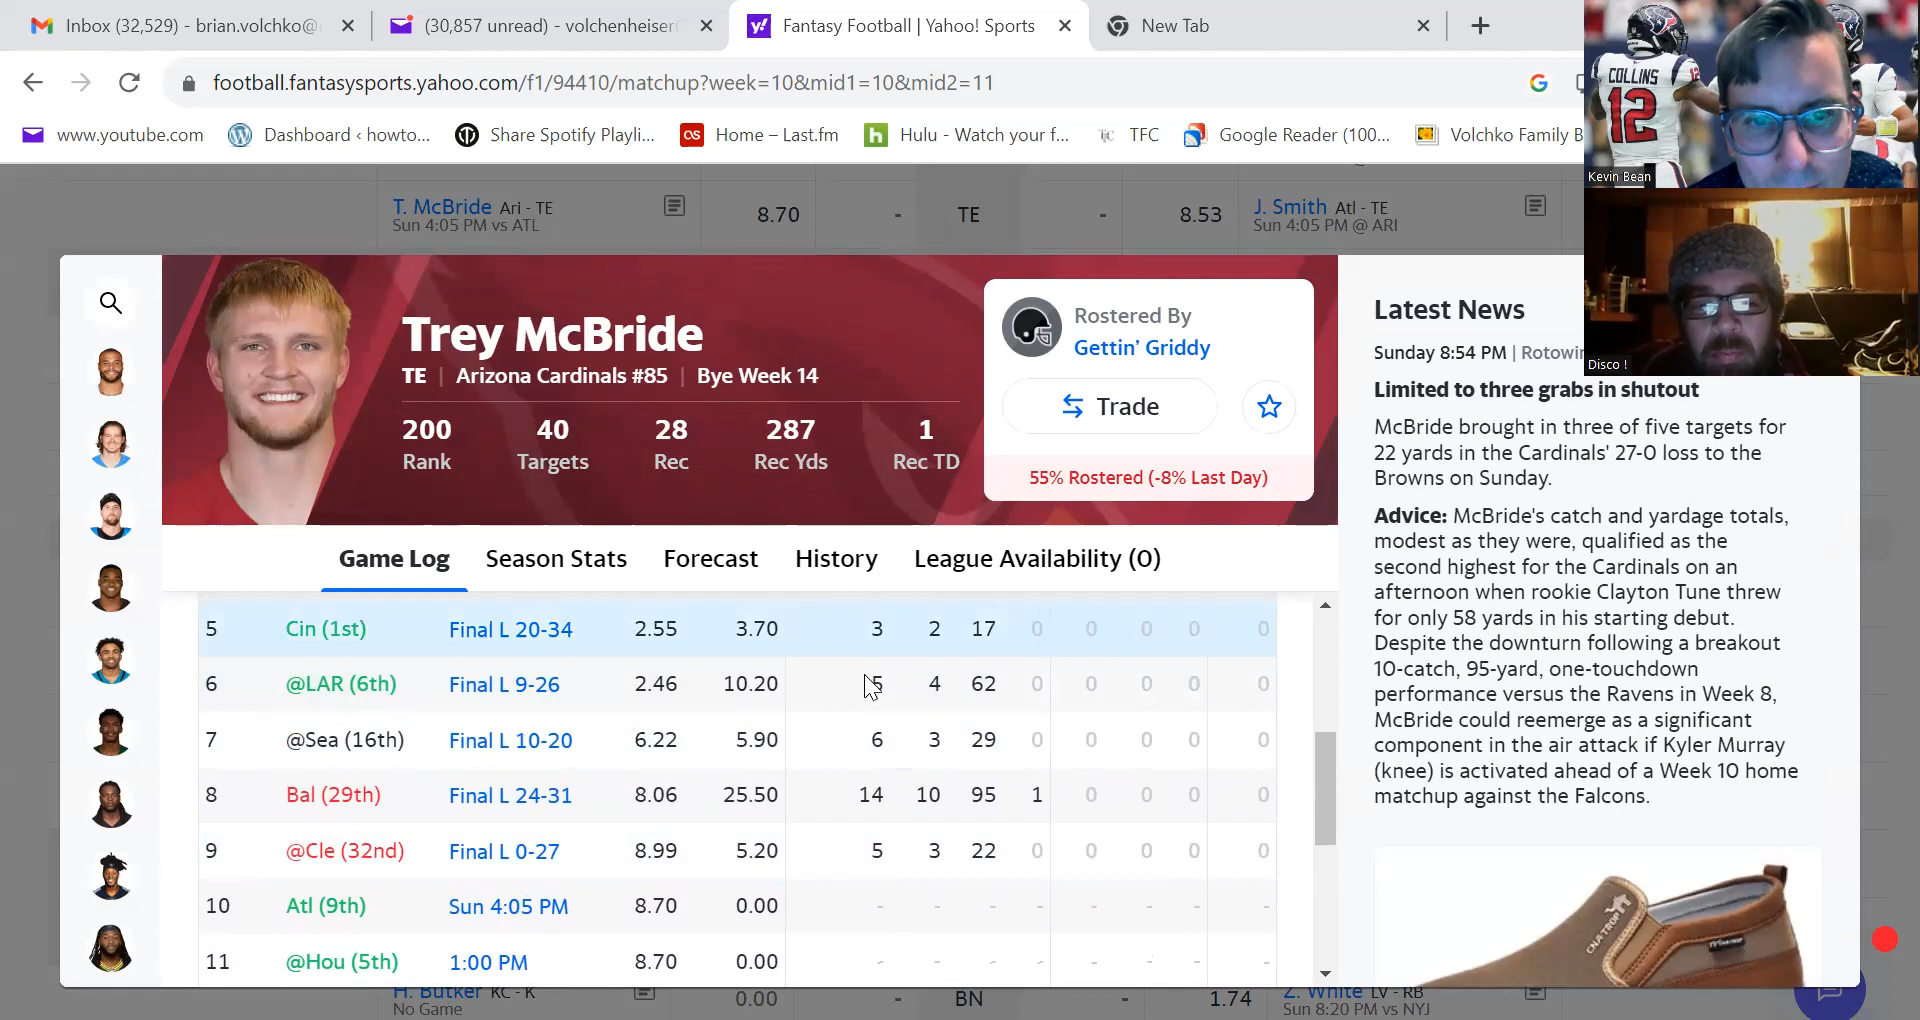 Inbox (32,529) - brian.volchko@
(30,857 unread) - volchenheiser
Fantasy Football | Yahoo! Sports
New Tab
football.fantasysports.yahoo.com/f1/94410/matchup?week=10&mid1=10&mid2=11
www.youtube.com
Dashboard ‹ howto...
Share Spotify Playli...
Home – Last.fm
Hulu - Watch your f...
TFC
Google Reader (100...
Volchko Family B
COLLINS
12
Kevin Bean
Disco !
T. McBride Ari - TE
Sun 4:05 PM vs ATL
8.70 - TE - 8.53
J. Smith Atl - TE
Sun 4:05 PM @ ARI
Trey McBride
TE | Arizona Cardinals #85 | Bye Week 14
200 40 28 287 1
Rank Targets Rec Rec Yds Rec TD
Rostered By
Gettin' Griddy
Trade
55% Rostered (-8% Last Day)
Game Log Season Stats Forecast History League Availability (0)
5 Cin (1st) Final L 20-34 2.55 3.70 3 2 17 0 0 0 0 0
6 @LAR (6th) Final L 9-26 2.46 10.20 5 4 62 0 0 0 0 0
7 @Sea (16th) Final L 10-20 6.22 5.90 6 3 29 0 0 0 0 0
8 Bal (29th) Final L 24-31 8.06 25.50 14 10 95 1 0 0 0 0
9 @Cle (32nd) Final L 0-27 8.99 5.20 5 3 22 0 0 0 0 0
10 Atl (9th) Sun 4:05 PM 8.70 0.00 - - - - - - - -
11 @Hou (5th) 1:00 PM 8.70 0.00 - - - - - - - -
Latest News
Sunday 8:54 PM | Rotowi
Limited to three grabs in shutout
McBride brought in three of five targets for
22 yards in the Cardinals' 27-0 loss to the
Browns on Sunday.
Advice: McBride's catch and yardage totals,
modest as they were, qualified as the
second highest for the Cardinals on an
afternoon when rookie Clayton Tune threw
for only 58 yards in his starting debut.
Despite the downturn following a breakout
10-catch, 95-yard, one-touchdown
performance versus the Ravens in Week 8,
McBride could reemerge as a significant
component in the air attack if Kyler Murray
(knee) is activated ahead of a Week 10 home
matchup against the Falcons.
H. Butker KC - K
No Game
0.00 - BN - 1.74
Z. White LV - RB
Sun 8:20 PM vs NYJ